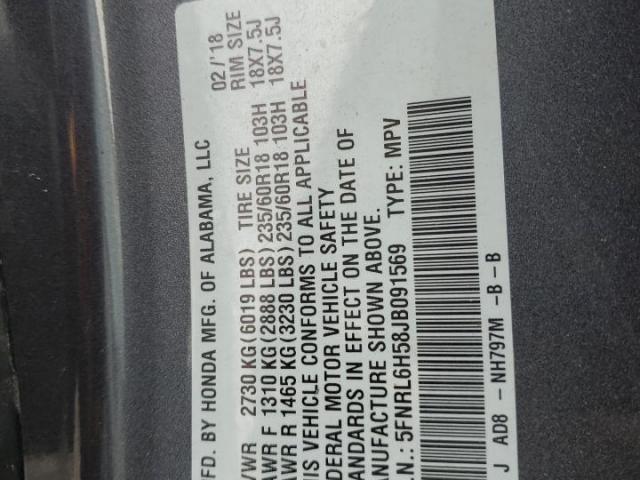 FD. BY HONDA MFG. OF ALABAMA, LLC 02/'18
VWR 2730 KG(6019 LBS) TIRE SIZE RIM SIZE
AWR F 1310 KG(2888 LBS)235/60R18 103H 18X7.5J
AWR R 1465 KG(3230 LBS)235/60R18 103H 18X7.5J
IS VEHICLE CONFORMS TO ALL APPLICABLE
DERAL MOTOR VEHICLE SAFETY
ANDARDS IN EFFECT ON THE DATE OF
ANUFACTURE SHOWN ABOVE.
.N.: 5FNRL6H58JB091569 TYPE: MPV
J AD8 - NH797M -B-B